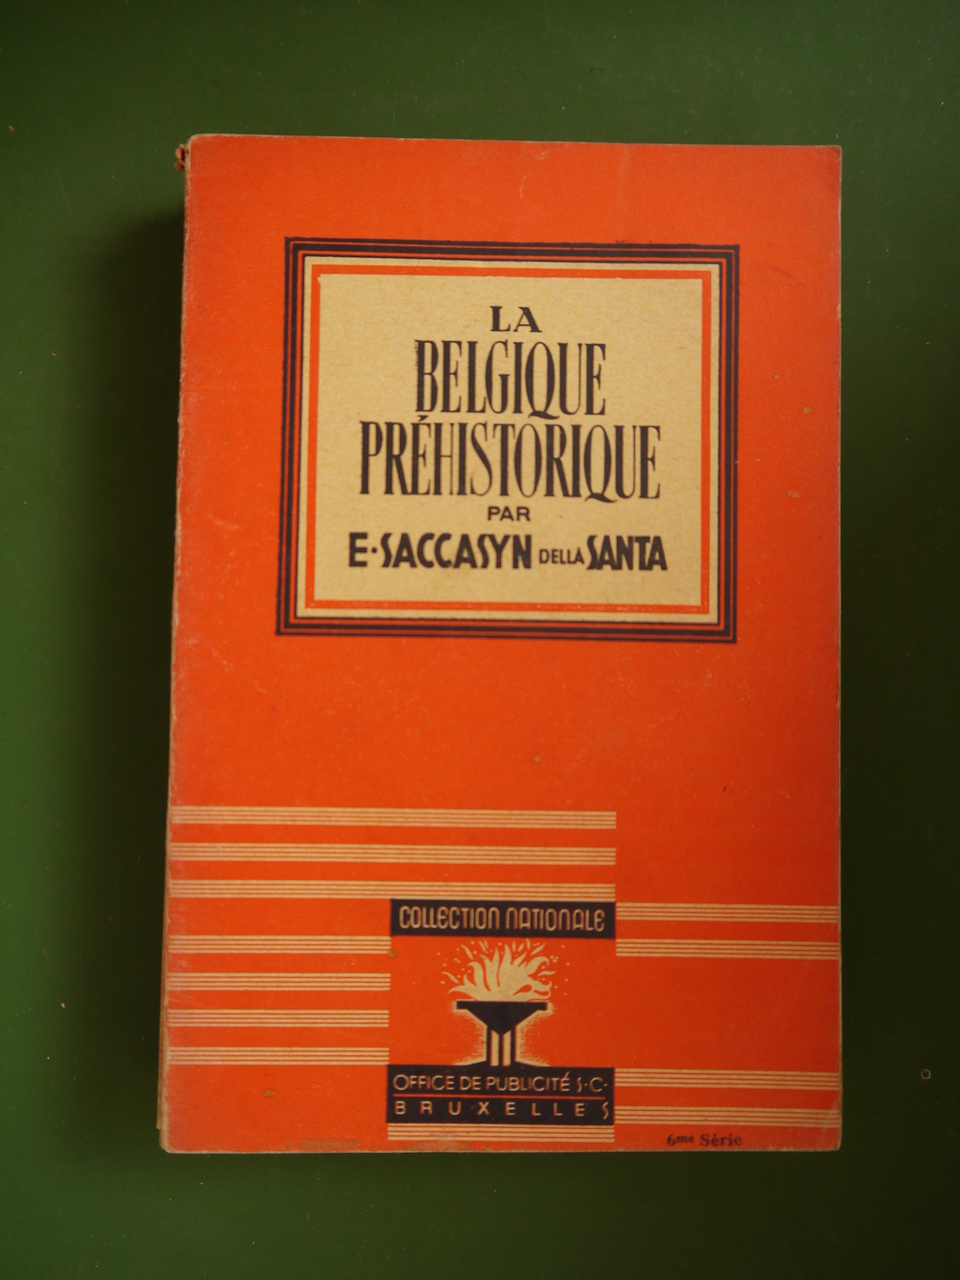 LA
BELGIQUE
PRÉHISTORIQUE
PAR
E·SACCASYN DELLA SANTA
COLLECTION NATIONALE
OFFICE DE PUBLICITÉ S·C·
BRUXELLES
6me Série